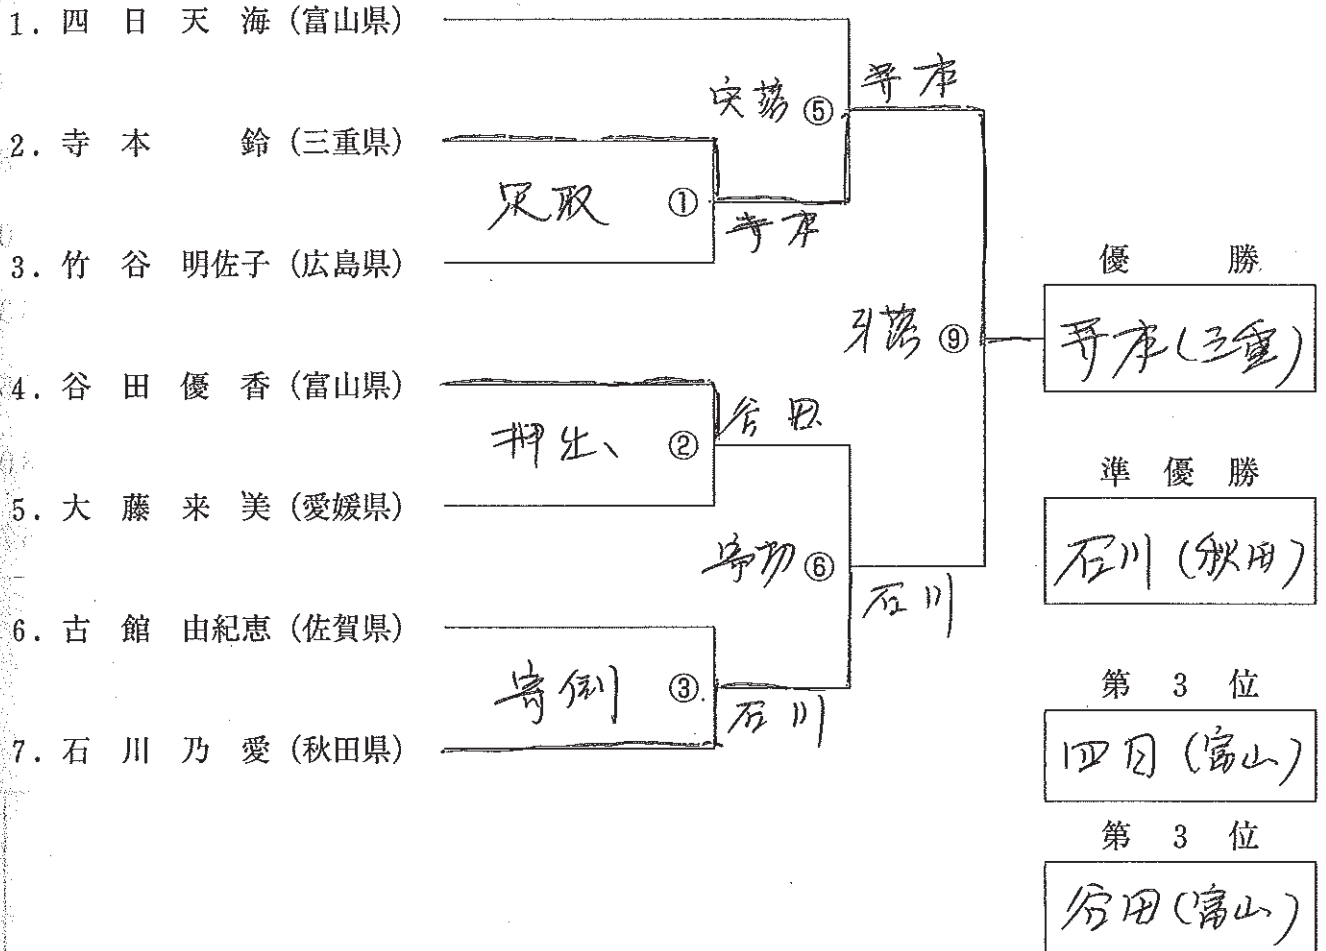 1. 四日天海 (富山県)
寺本
突落 ⑤
2. 寺本 鈴 (三重県)
足取 ①
寺本
3. 竹谷 明佐子 (広島県)
優勝
寺本(三重)
⑨
4. 谷田優香 (富山県)
谷田
押出 ②
準優勝
石川(秋田)
5. 大藤来美 (愛媛県)
⑥
石川
6. 古館 由紀恵 (佐賀県)
寄倒 ③
石川
7. 石川乃愛 (秋田県)
第3位
四日(富山)
第3位
谷田(富山)